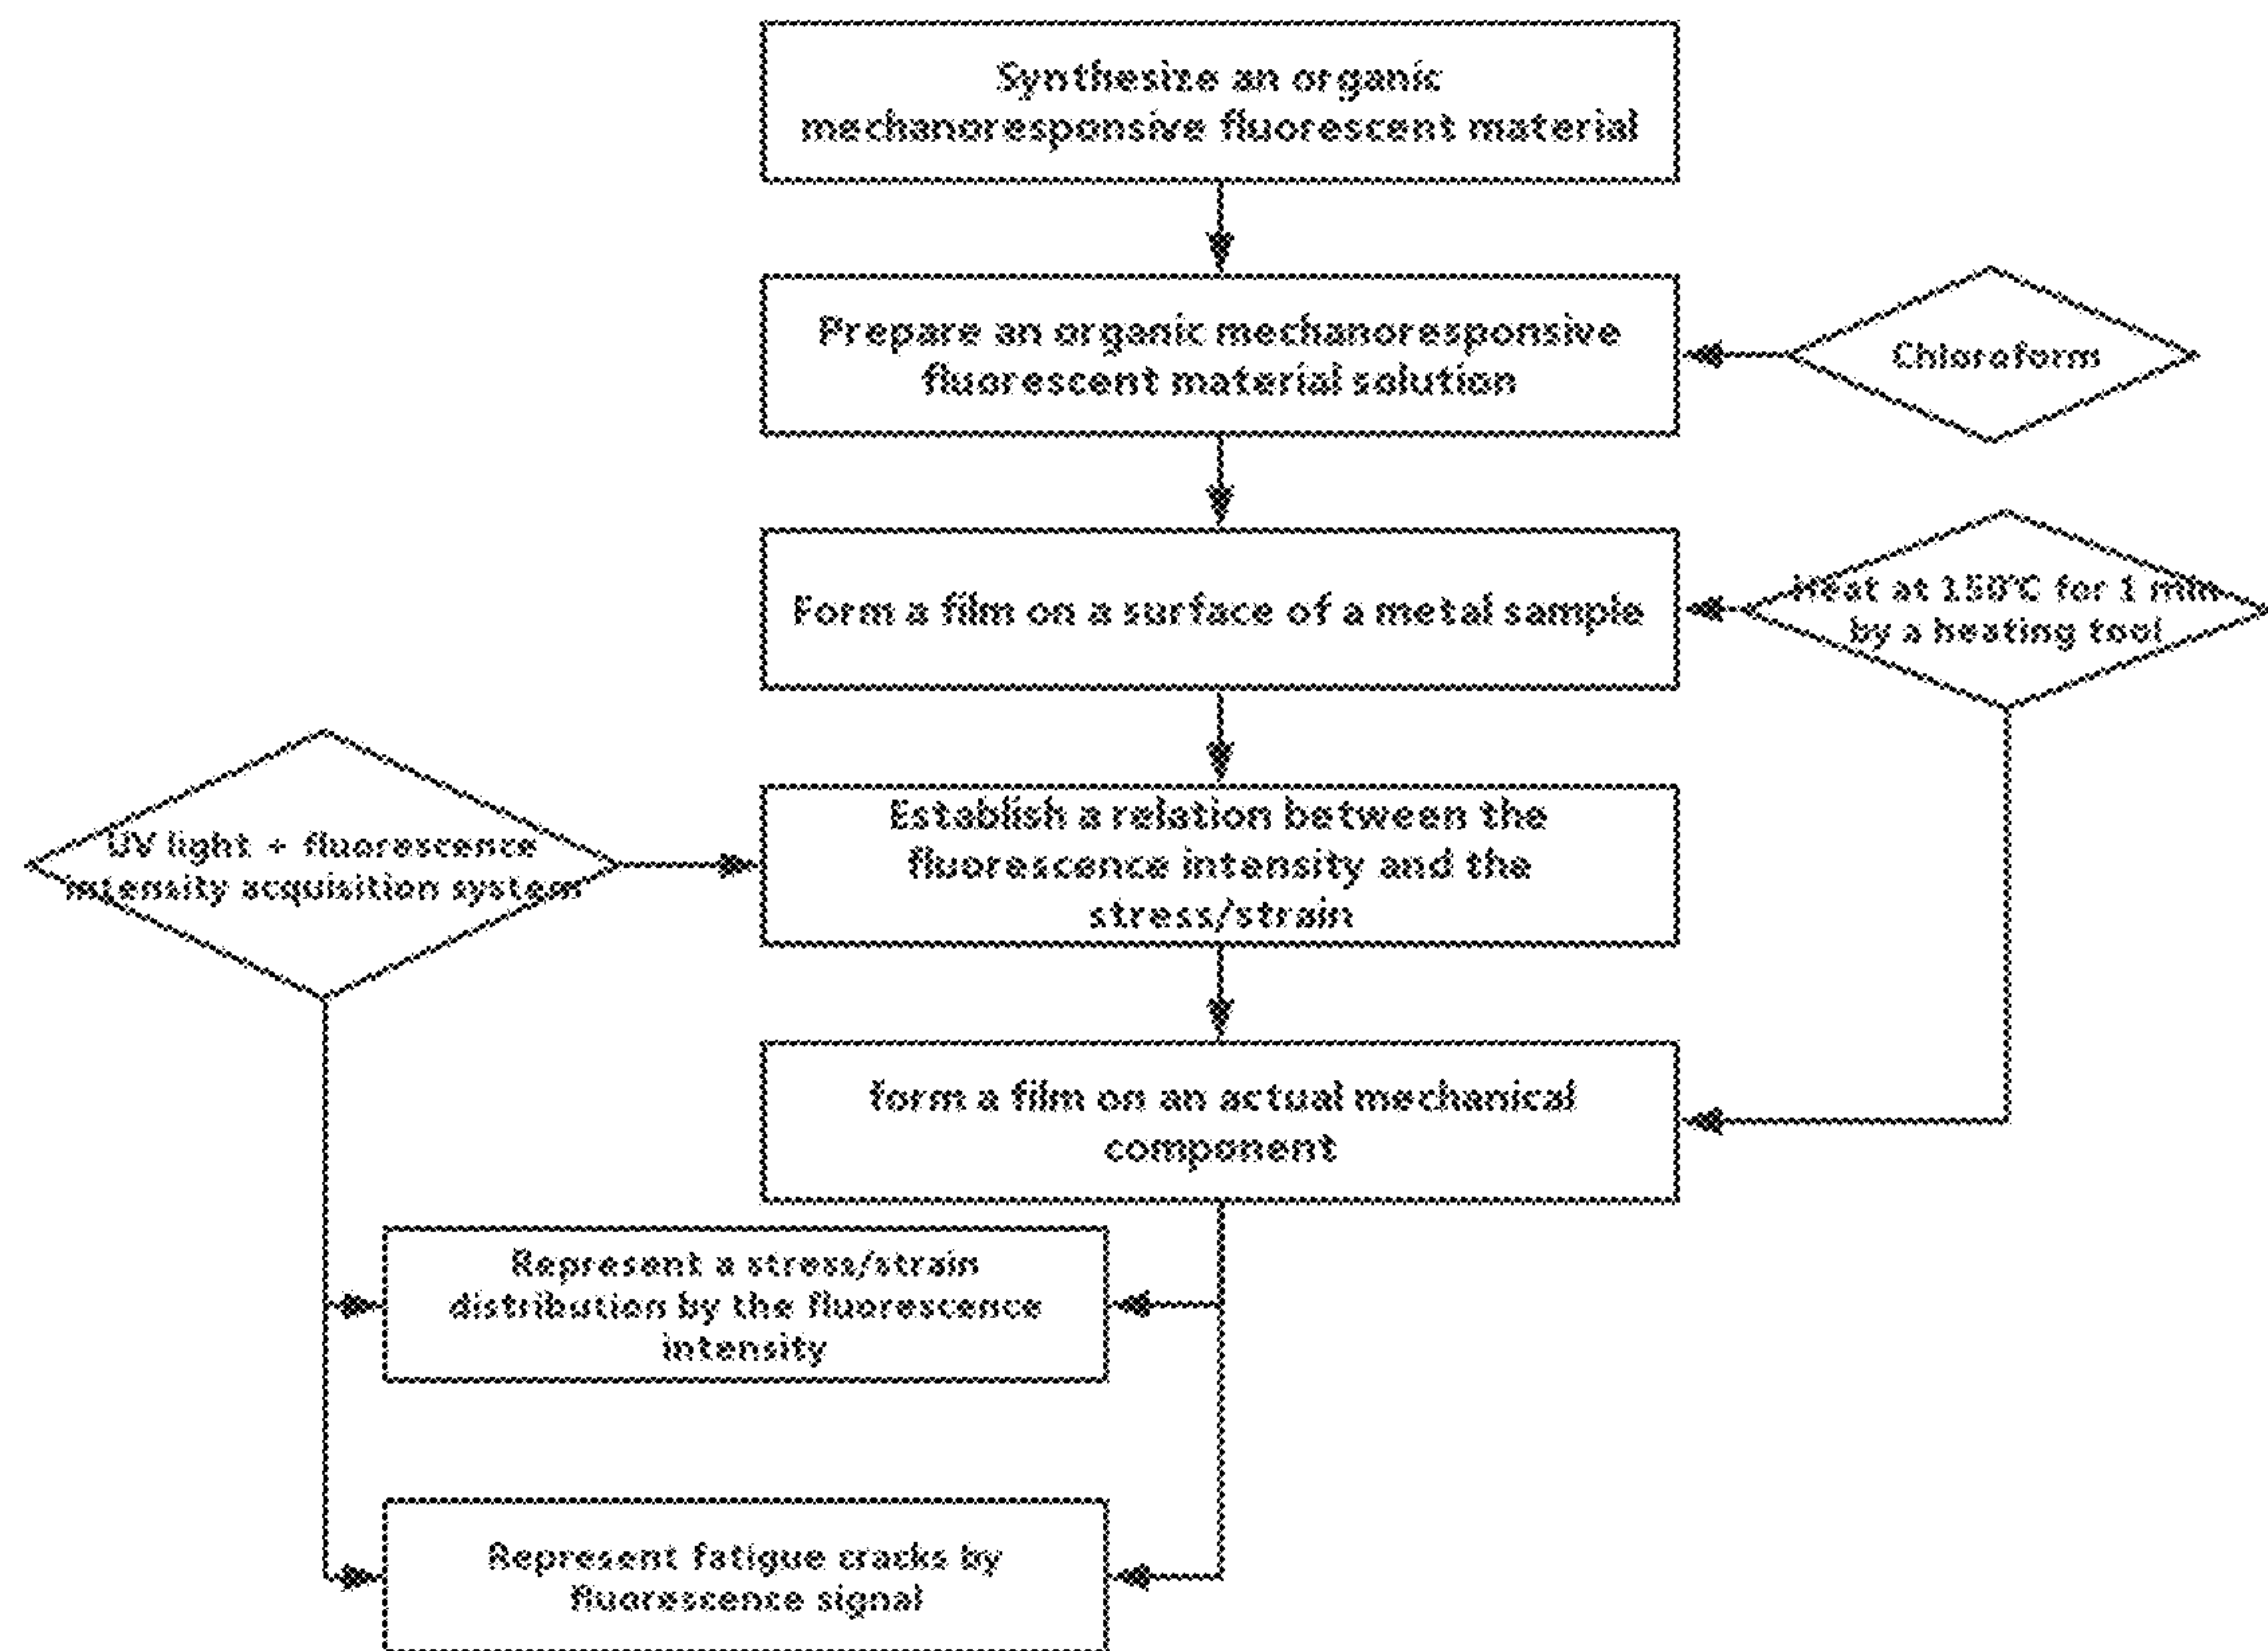 Synthesize an organic
mechanoresponsive fluorescent material
Prepare an organic mechanoresponsive
fluorescent material solution
Chloroform
Form a film on a surface of a metal sample
Heat at 150℃ for 1 min
by a heating tool
UV light + fluorescence
intensity acquisition system
Establish a relation between the
fluorescence intensity and the
stress/strain
form a film on an actual mechanical
component
Represent a stress/strain
distribution by the fluorescence
intensity
Represent fatigue cracks by
fluorescence signal